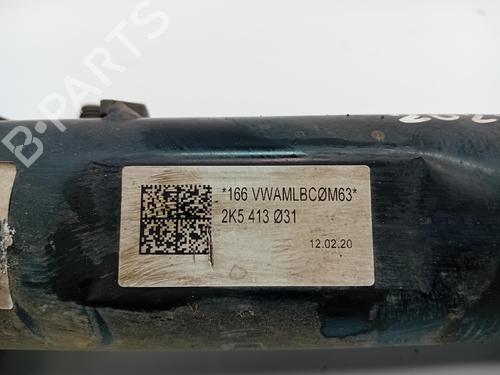 B-PARTS
*166 VWAMLBCØM63*
2K5 413 Ø31
12.02.20